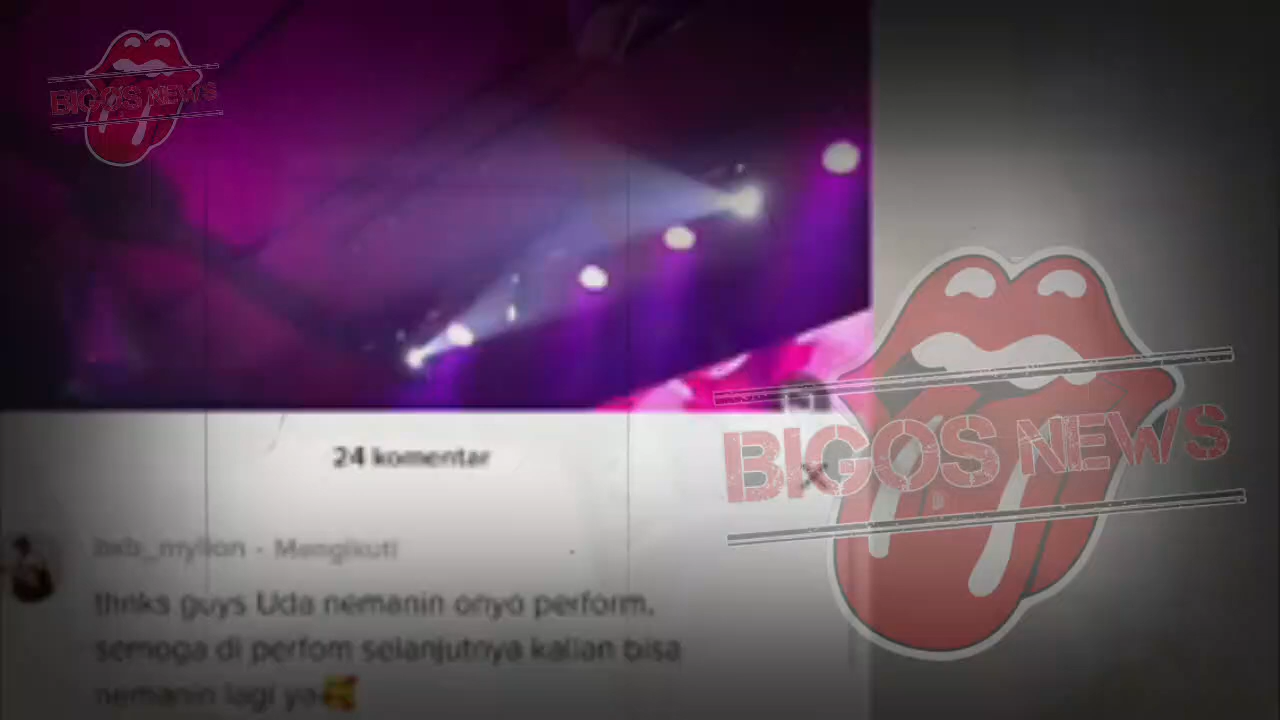 BIGOS NEWS
24 komentar
BIGOS NEWS
Mengikuti
thnks guys Uda nemanin onyo perform,
semoga di perfom selanjutnya kalian bisa
nemanin lagi ya🥰